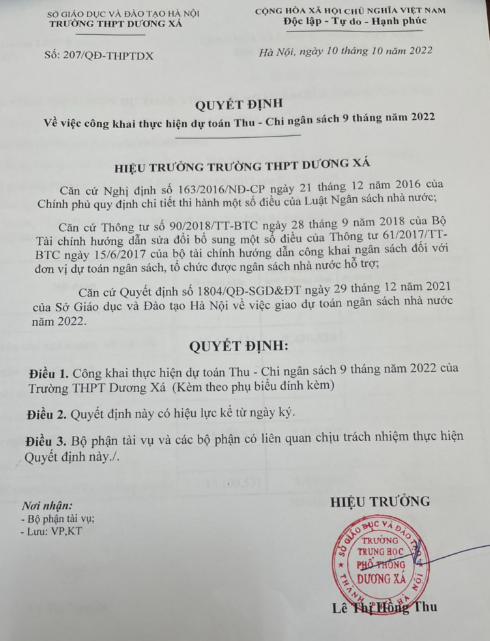 SỞ GIÁO DỤC VÀ ĐÀO TẠO HÀ NỘI
TRƯỜNG THPT DƯƠNG XÁ
CỘNG HÒA XÃ HỘI CHỦ NGHĨA VIỆT NAM
Độc lập - Tự do - Hạnh phúc
Số: 207/QĐ-THPTDX
Hà Nội, ngày 10 tháng 10 năm 2022
QUYẾT ĐỊNH
Về việc công khai thực hiện dự toán Thu - Chi ngân sách 9 tháng năm 2022
HIỆU TRƯỞNG TRƯỜNG THPT DƯƠNG XÁ
Căn cứ Nghị định số 163/2016/NĐ-CP ngày 21 tháng 12 năm 2016 của
Chính phủ quy định chi tiết thi hành một số điều của Luật Ngân sách nhà nước;
Căn cứ Thông tư số 90/2018/TT-BTC ngày 28 tháng 9 năm 2018 của Bộ
Tài chính hướng dẫn sửa đổi bổ sung một số điều của Thông tư 61/2017/TT-
BTC ngày 15/6/2017 của bộ tài chính hướng dẫn công khai ngân sách đối với
đơn vị dự toán ngân sách, tổ chức được ngân sách nhà nước hỗ trợ;
Căn cứ Quyết định số 1804/QĐ-SGD&ĐT ngày 29 tháng 12 năm 2021
của Sở Giáo dục và Đào tạo Hà Nội về việc giao dự toán ngân sách nhà nước
năm 2022.
QUYẾT ĐỊNH:
Điều 1. Công khai thực hiện dự toán Thu - Chi ngân sách 9 tháng năm 2022 của
Trường THPT Dương Xá (Kèm theo phụ biểu đính kèm)
Điều 2. Quyết định này có hiệu lực kể từ ngày ký.
Điều 3. Bộ phận tài vụ và các bộ phận có liên quan chịu trách nhiệm thực hiện
Quyết định này./.
Nơi nhận:
- Bộ phận tài vụ;
- Lưu: VP,KT
HIỆU TRƯỞNG
SỞ GIÁO DỤC VÀ ĐÀO TẠO
THÀNH PHỐ HÀ NỘI
TRƯỜNG
TRUNG HỌC
PHỔ THÔNG
DƯƠNG XÁ
Lê Thị Hồng Thu